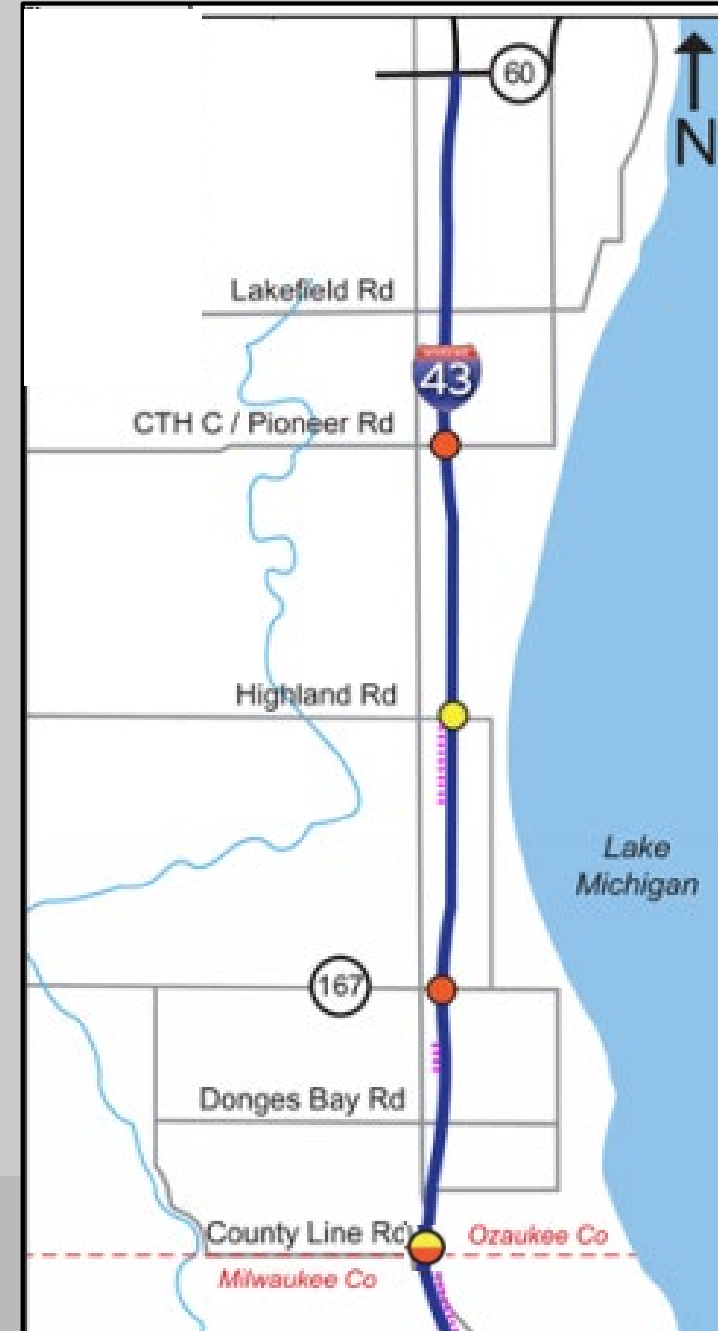 60
N
Lakefield Rd
43
CTH C / Pioneer Rd
Highland Rd
Lake
Michigan
167
Donges Bay Rd
County Line Rd
Ozaukee Co
Milwaukee Co